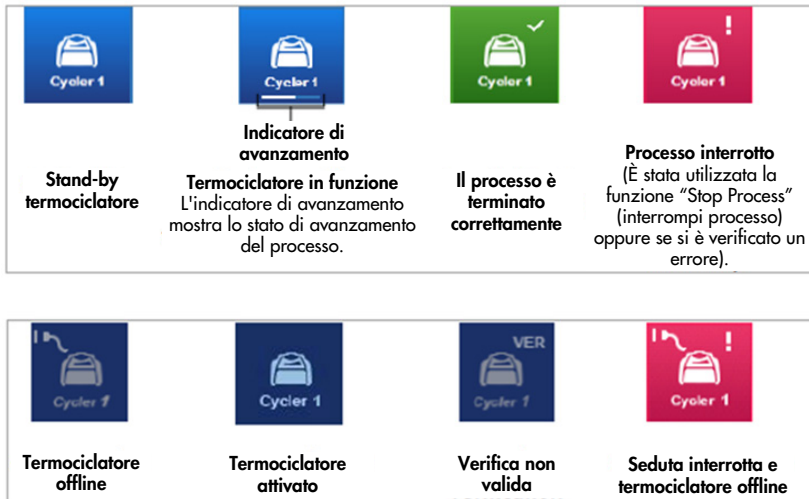 Cycler 1
Cycler 1
Cycler 1
!
Cycler 1
Stand-by
termociclatore
Indicatore di
avanzamento
Termociclatore in funzione
L'indicatore di avanzamento
mostra lo stato di avanzamento
del processo.
Il processo è
terminato
correttamente
Processo interrotto
(È stata utilizzata la
funzione “Stop Process”
(interrompi processo)
oppure se si è verificato un
errore).
Cycler 1
Cycler 1
VER
Cycler 1
!
Cycler 1
Termociclatore
offline
Termociclatore
attivato
Verifica non
valida
Seduta interrotta e
termociclatore offline